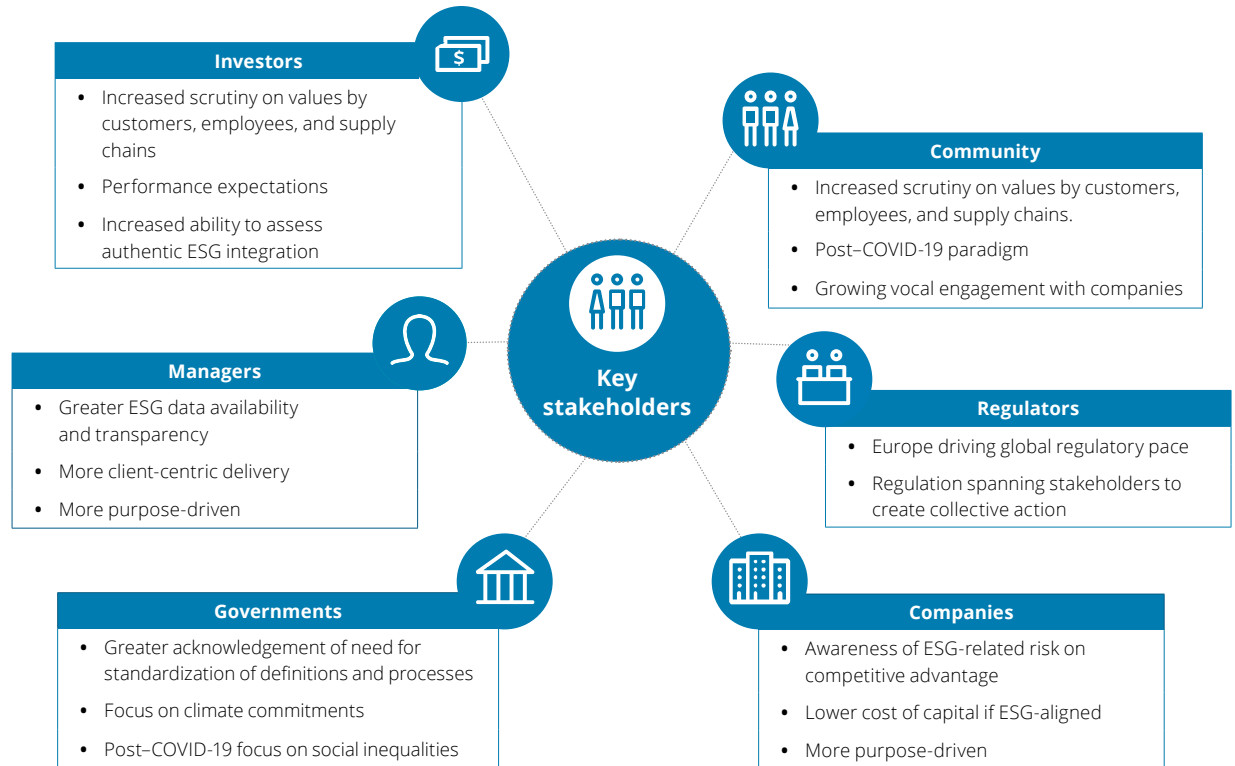 $
Investors
• Increased scrutiny on values by
customers, employees, and supply
chains
• Performance expectations
• Increased ability to assess
authentic ESG integration
Community
• Increased scrutiny on values by customers,
employees, and supply chains.
• Post–COVID-19 paradigm
• Growing vocal engagement with companies
Key
stakeholders
Managers
• Greater ESG data availability
and transparency
• More client-centric delivery
• More purpose-driven
Regulators
• Europe driving global regulatory pace
• Regulation spanning stakeholders to
create collective action
Governments
• Greater acknowledgement of need for
standardization of definitions and processes
• Focus on climate commitments
• Post–COVID-19 focus on social inequalities
Companies
• Awareness of ESG-related risk on
competitive advantage
• Lower cost of capital if ESG-aligned
• More purpose-driven